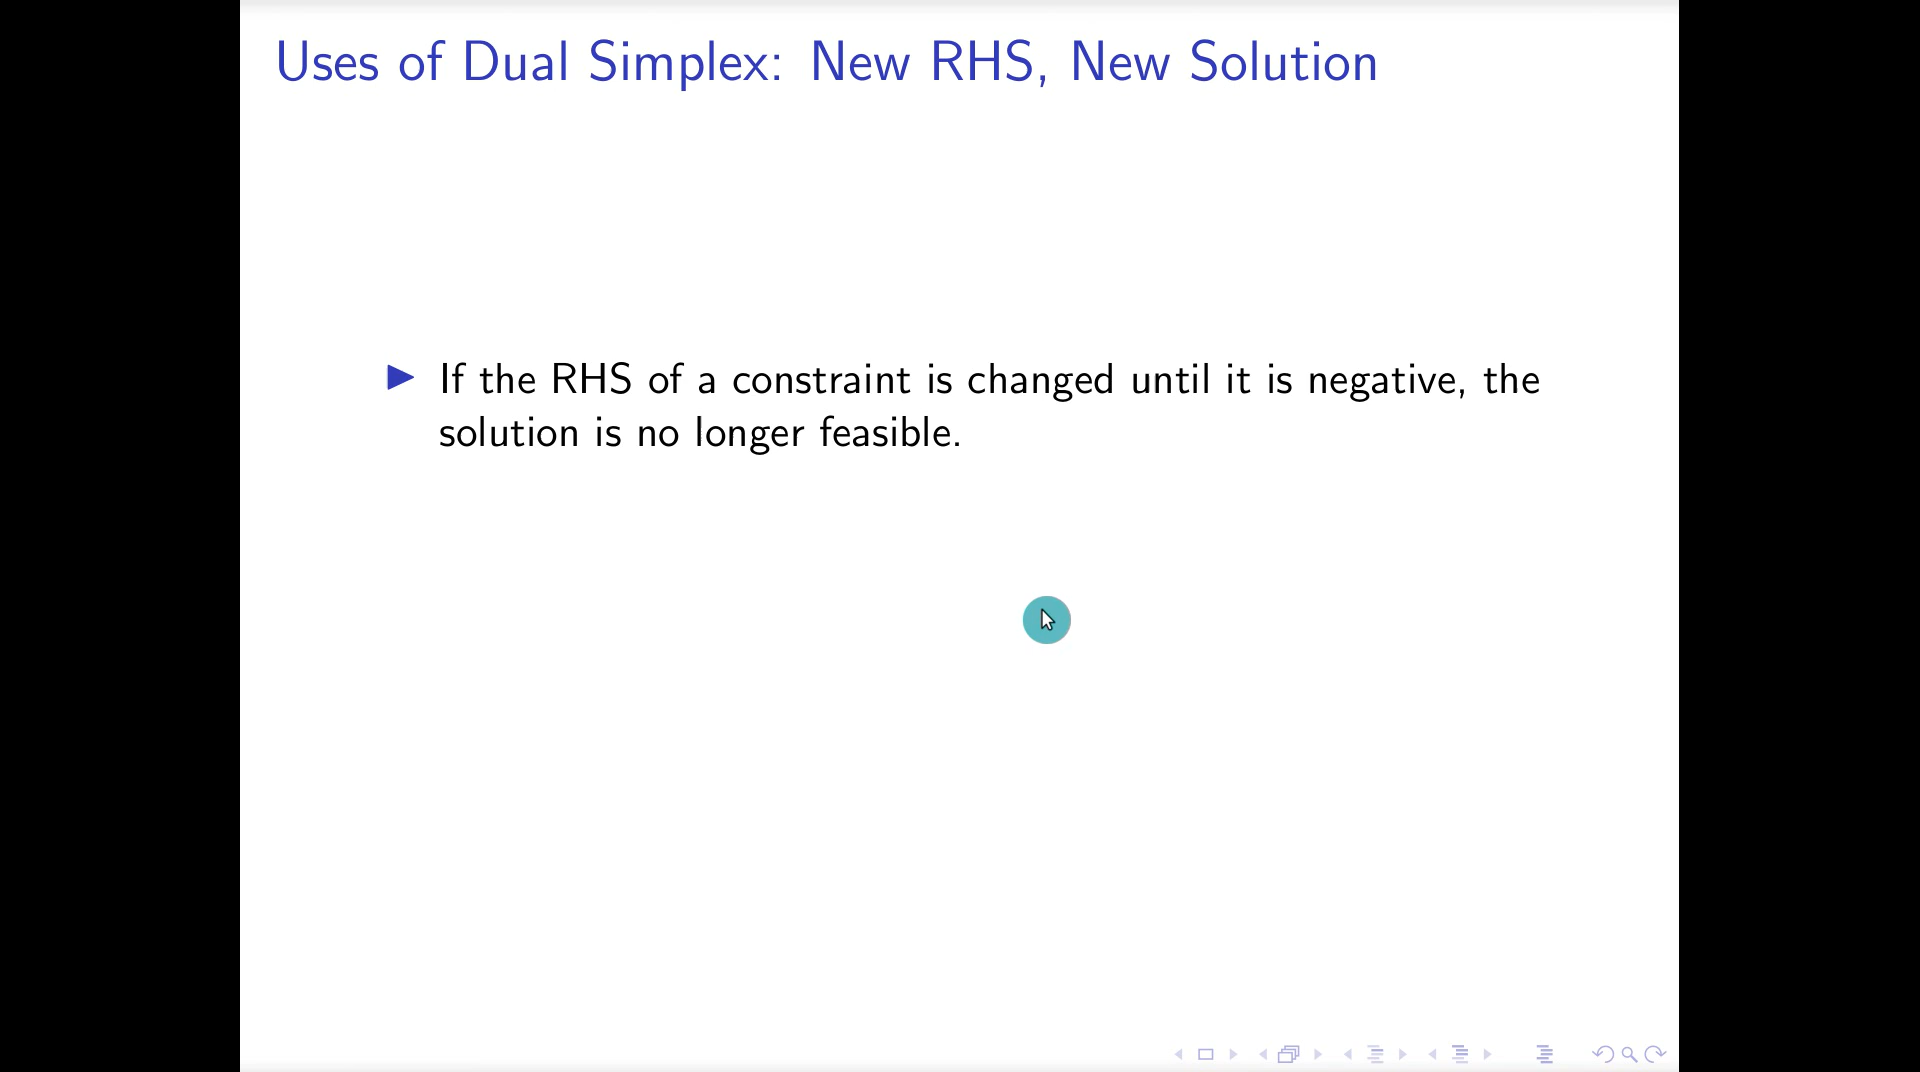 Uses of Dual Simplex: New RHS, New Solution
If the RHS of a constraint is changed until it is negative, the
solution is no longer feasible.